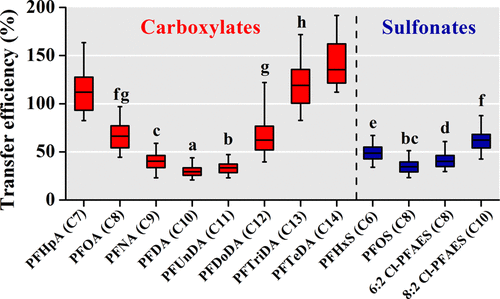 Transfer efficiency (%)
200
150
100
50
0
Carboxylates
Sulfonates
fg
c
a
b
g
h
e
bc
d
f
PFHpA (C7)
PFOA (C8)
PFNA (C9)
PFDA (C10)
PFUnDA (C11)
PFDoDA (C12)
PFTriDA (C13)
PFTeDA (C14)
PFHxS (C6)
PFOS (C8)
6:2 Cl-PFAES (C8)
8:2 Cl-PFAES (C10)